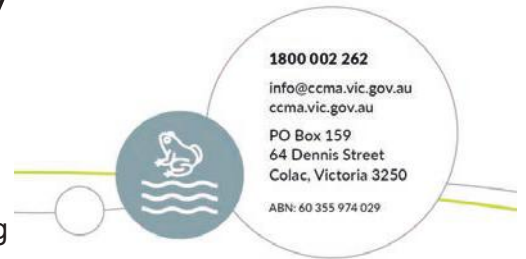 1800 002 262
info@ccma.vic.gov.au
ccma.vic.gov.au
PO Box 159
64 Dennis Street
Colac, Victoria 3250
ABN: 60 355 974 029
g